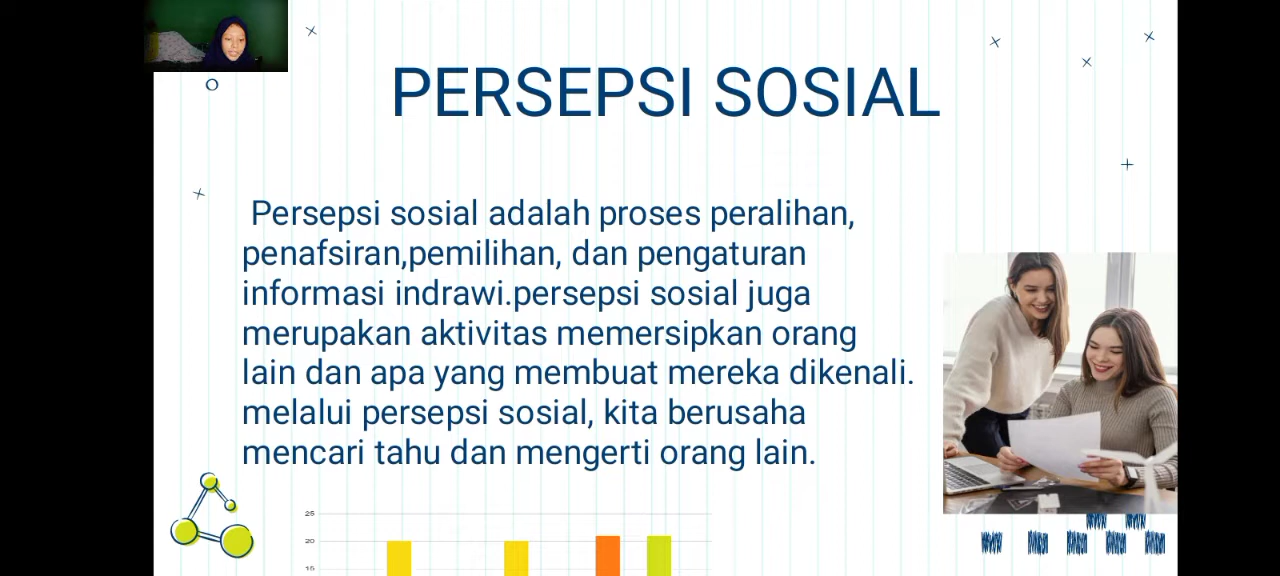 PERSEPSI SOSIAL
Persepsi sosial adalah proses peralihan,
penafsiran,pemilihan, dan pengaturan
informasi indrawi.persepsi sosial juga
merupakan aktivitas memersipkan orang
lain dan apa yang membuat mereka dikenali.
melalui persepsi sosial, kita berusaha
mencari tahu dan mengerti orang lain.
25
20
15